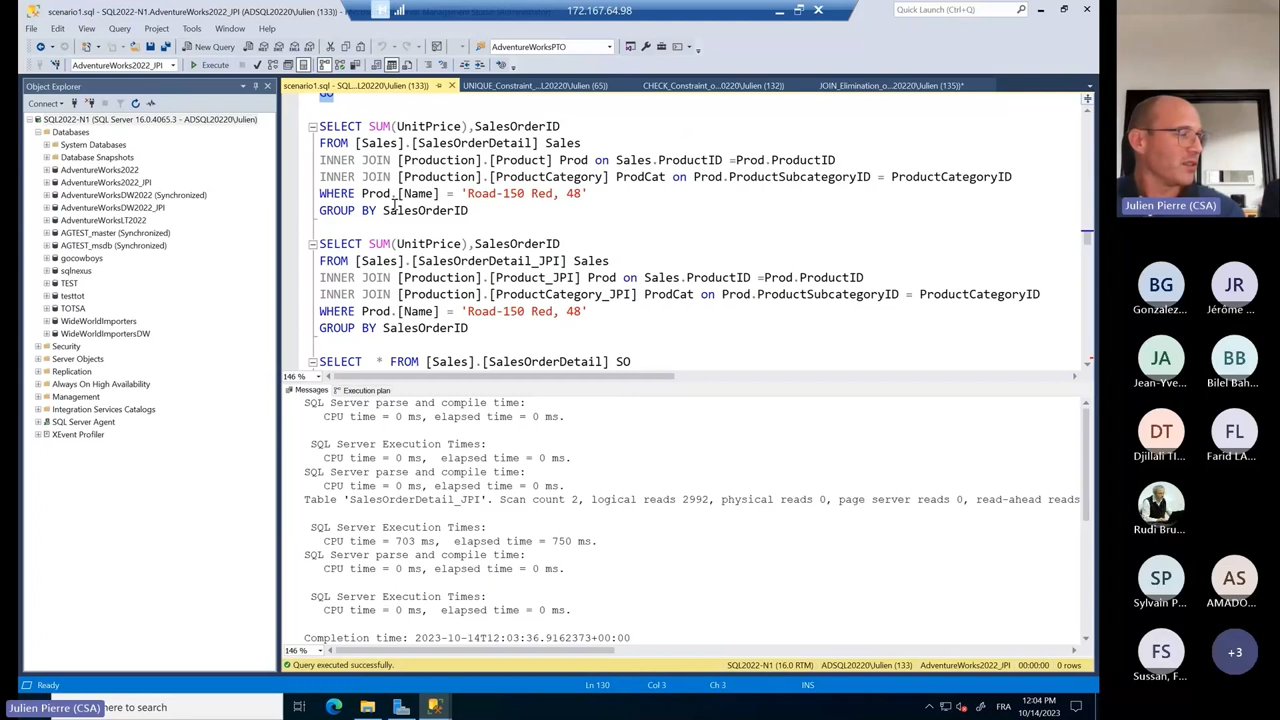 scenario1.sql - SQL2022-N1.AdventureWorks2022_JPI (ADSQL20220\Julien (133))
172.167.64.98
Quick Launch (Ctrl+Q)
File Edit View Query Project Tools Window Help
New Query
AdventureWorksPTO
AdventureWorks2022_JPI
Execute
Object Explorer
scenario1.sql - SQL...L20220\Julien (133))
UNIQUE_Constraint_...L2022\Julien (65))
CHECK_Constraint_o...0220\Julien (132))
JOIN_Elimination_o...0220\Julien (135))*
Connect
SQL2022-N1 (SQL Server 16.0.4065.3 - ADSQL20220\Julien (133))
Databases
System Databases
Database Snapshots
AdventureWorks2022
AdventureWorks2022_JPI
AdventureWorksDW2022 (Synchronized)
AdventureWorksDW2022_JPI
AdventureWorksLT2022
AGTEST_master (Synchronized)
AGTEST_msdb (Synchronized)
gocowboys
sqlnexus
TEST
testtot
TOTSA
WideWorldImporters
WideWorldImportersDW
Security
Server Objects
Replication
Always On High Availability
Management
Integration Services Catalogs
SQL Server Agent
XEvent Profiler
SELECT SUM(UnitPrice),SalesOrderID
FROM [Sales].[SalesOrderDetail] Sales
INNER JOIN [Production].[Product] Prod on Sales.ProductID =Prod.ProductID
INNER JOIN [Production].[ProductCategory] ProdCat on Prod.ProductSubcategoryID = ProductCategoryID
WHERE Prod.[Name] = 'Road-150 Red, 48'
GROUP BY SalesOrderID
SELECT SUM(UnitPrice),SalesOrderID
FROM [Sales].[SalesOrderDetail_JPI] Sales
INNER JOIN [Production].[Product_JPI] Prod on Sales.ProductID =Prod.ProductID
INNER JOIN [Production].[ProductCategory_JPI] ProdCat on Prod.ProductSubcategoryID = ProductCategoryID
WHERE Prod.[Name] = 'Road-150 Red, 48'
GROUP BY SalesOrderID
SELECT * FROM [Sales].[SalesOrderDetail] SO
146 %
Messages Execution plan
SQL Server parse and compile time:
CPU time = 0 ms, elapsed time = 0 ms.
SQL Server Execution Times:
CPU time = 0 ms, elapsed time = 0 ms.
SQL Server parse and compile time:
CPU time = 0 ms, elapsed time = 0 ms.
Table 'SalesOrderDetail_JPI'. Scan count 2, logical reads 2992, physical reads 0, page server reads 0, read-ahead reads
SQL Server Execution Times:
CPU time = 703 ms, elapsed time = 750 ms.
SQL Server parse and compile time:
CPU time = 0 ms, elapsed time = 0 ms.
SQL Server Execution Times:
CPU time = 0 ms, elapsed time = 0 ms.
Completion time: 2023-10-14T12:03:36.9162373+00:00
146 %
Query executed successfully.
SQL2022-N1 (16.0 RTM) ADSQL20220\Julien (133) AdventureWorks2022_JPI 00:00:00 0 rows
Ready
Ln 130 Col 3 Ch 3 INS
Julien Pierre (CSA)
here to search
FRA
12:04 PM
10/14/2023
Julien Pierre (CSA)
BG
Gonzalez...
JR
Jérôme ...
JA
Jean-Yve...
BB
Bilel Bah...
DT
Djillali TI...
FL
Farid LA...
Rudi Bru...
SP
Sylvain P...
AS
AMADO...
FS
Sussan, F...
+3